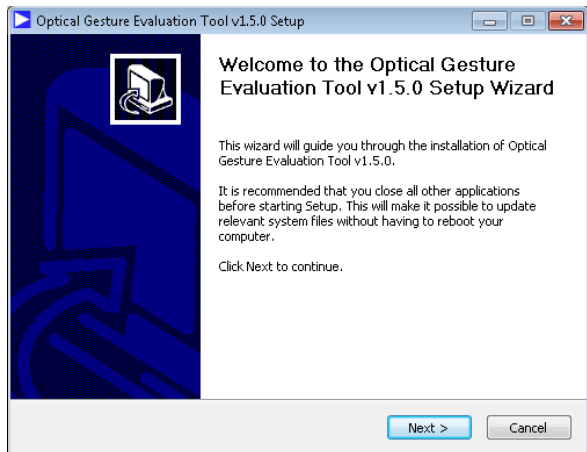 Optical Gesture Evaluation Tool v1.5.0 Setup
Welcome to the Optical Gesture
Evaluation Tool v1.5.0 Setup Wizard
This wizard will guide you through the installation of Optical
Gesture Evaluation Tool v1.5.0.
It is recommended that you close all other applications
before starting Setup. This will make it possible to update
relevant system files without having to reboot your
computer.
Click Next to continue.
Next >
Cancel